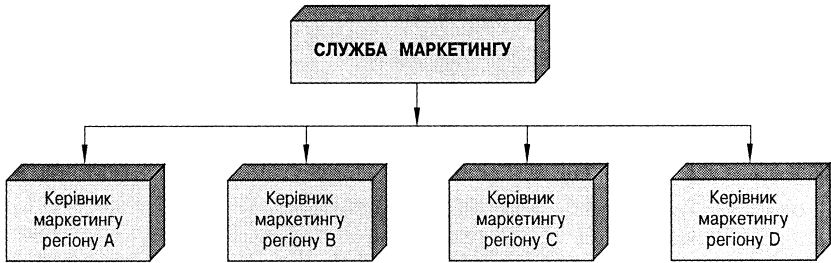 СЛУЖБА МАРКЕТИНГУ
Керівник
маркетингу
регіону A
Керівник
маркетингу
регіону B
Керівник
маркетингу
регіону C
Керівник
маркетингу
регіону D